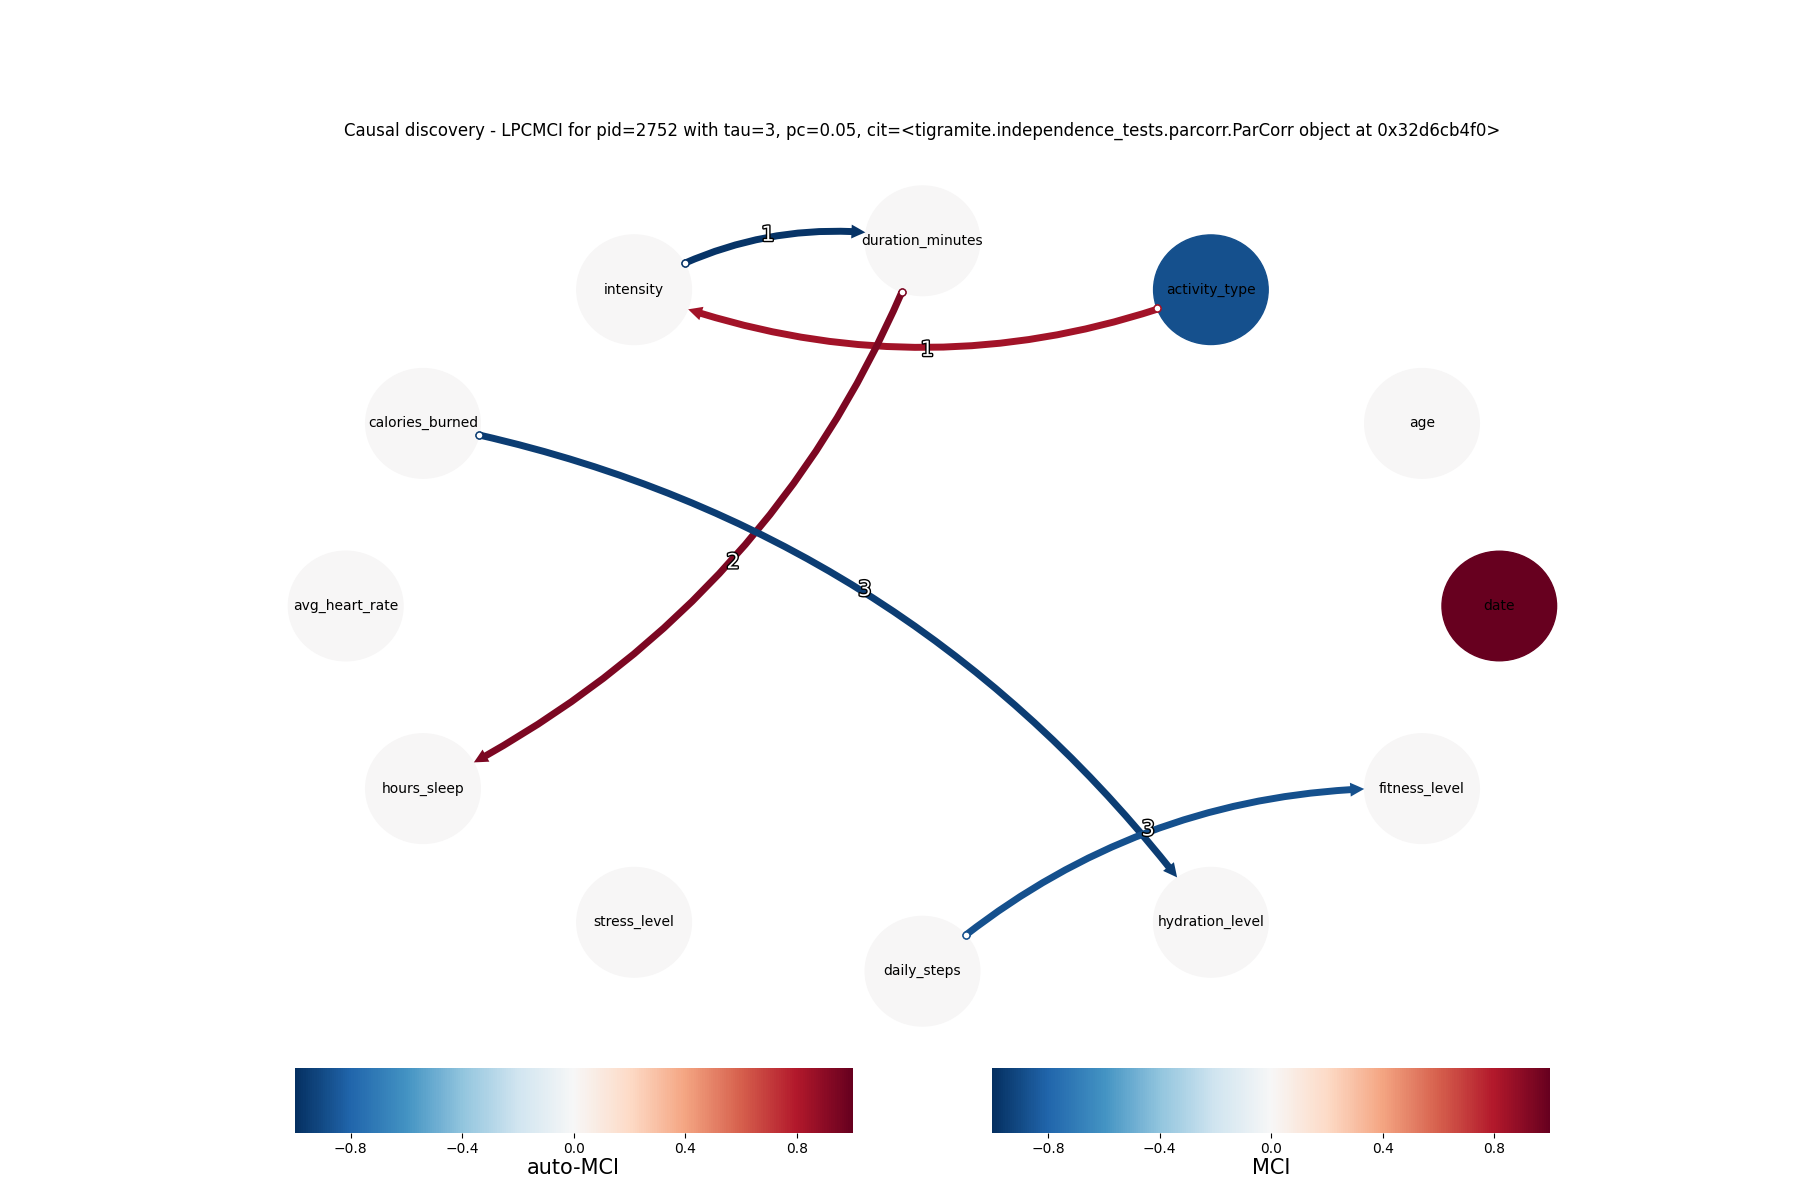 Causal discovery - LPCMCI for pid=2752 with tau=3, pc=0.05, cit=<tigramite.independence_tests.parcorr.ParCorr object at 0x32d6cb4f0>
1
duration_minutes
intensity
activity_type
1
calories_burned
age
2
3
avg_heart_rate
date
hours_sleep
fitness_level
3
stress_level
hydration_level
daily_steps
−0.8 −0.4 0.0 0.4 0.8
auto-MCI
−0.8 −0.4 0.0 0.4 0.8
MCI